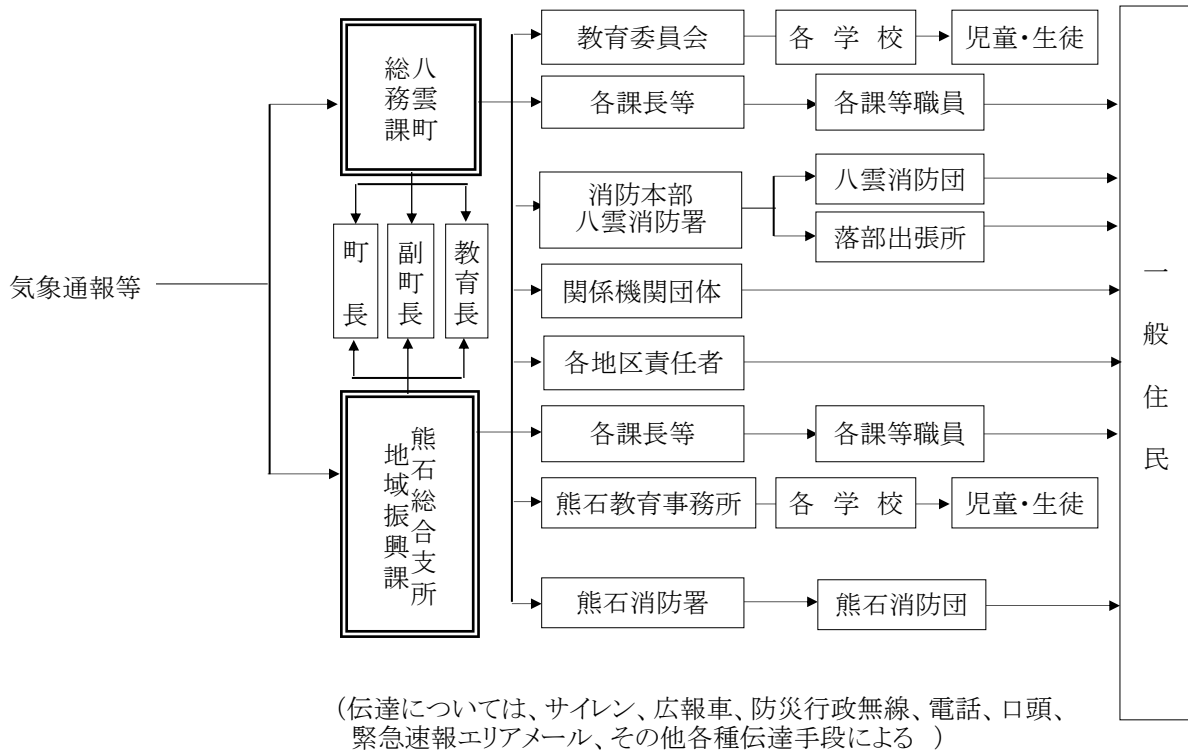 教育委員会
各 学 校
児童・生徒
八雲町
総務課
各課長等
各課等職員
消防本部
八雲消防署
八雲消防団
落部出張所
町 長
副町長
教育長
気象通報等
関係機関団体
一般住民
各地区責任者
熊石総合支所
地域振興課
各課長等
各課等職員
熊石教育事務所
各 学 校
児童・生徒
熊石消防署
熊石消防団
(伝達については、サイレン、広報車、防災行政無線、電話、口頭、
緊急速報エリアメール、その他各種伝達手段による )